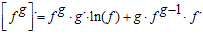 [f^g]´=f^g · g´·ln(f)+g · f^{g−1} · f´